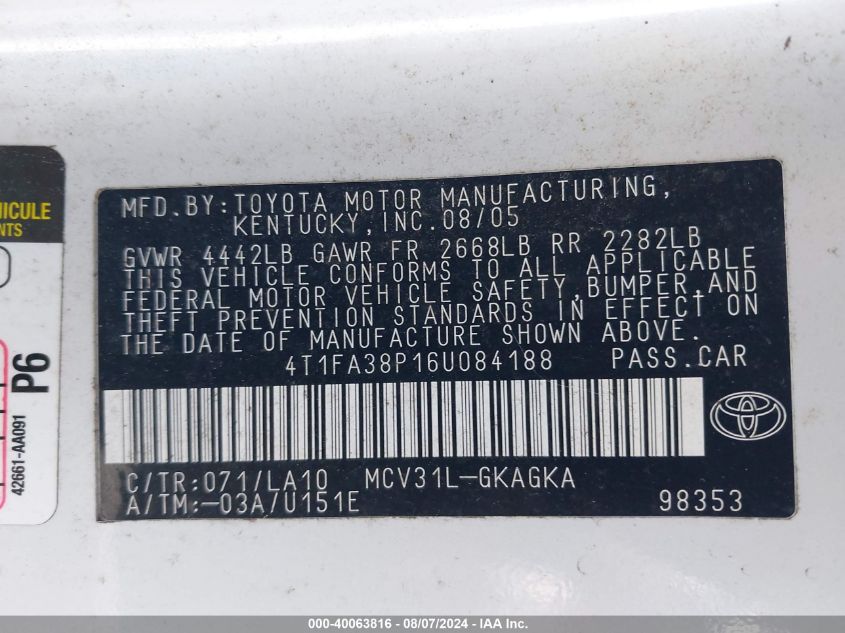 HICULE
NTS
P6
42661-AA091
MFD.BY:TOYOTA MOTOR MANUFACTURING,
KENTUCKY,INC.08/05
GVWR 4442LB GAWR FR 2668LB RR 2282LB
THIS VEHICLE CONFORMS TO ALL APPLICABLE
FEDERAL MOTOR VEHICLE SAFETY,BUMPER,AND
THEFT PREVENTION STANDARDS IN EFFECT ON
THE DATE OF MANUFACTURE SHOWN ABOVE.
4T1FA38P16U084188 PASS.CAR
C/TR:071/LA10 MCV31L-GKAGKA
A/TM:-03A/U151E 98353
000-40063816 - 08/07/2024 - IAA Inc.